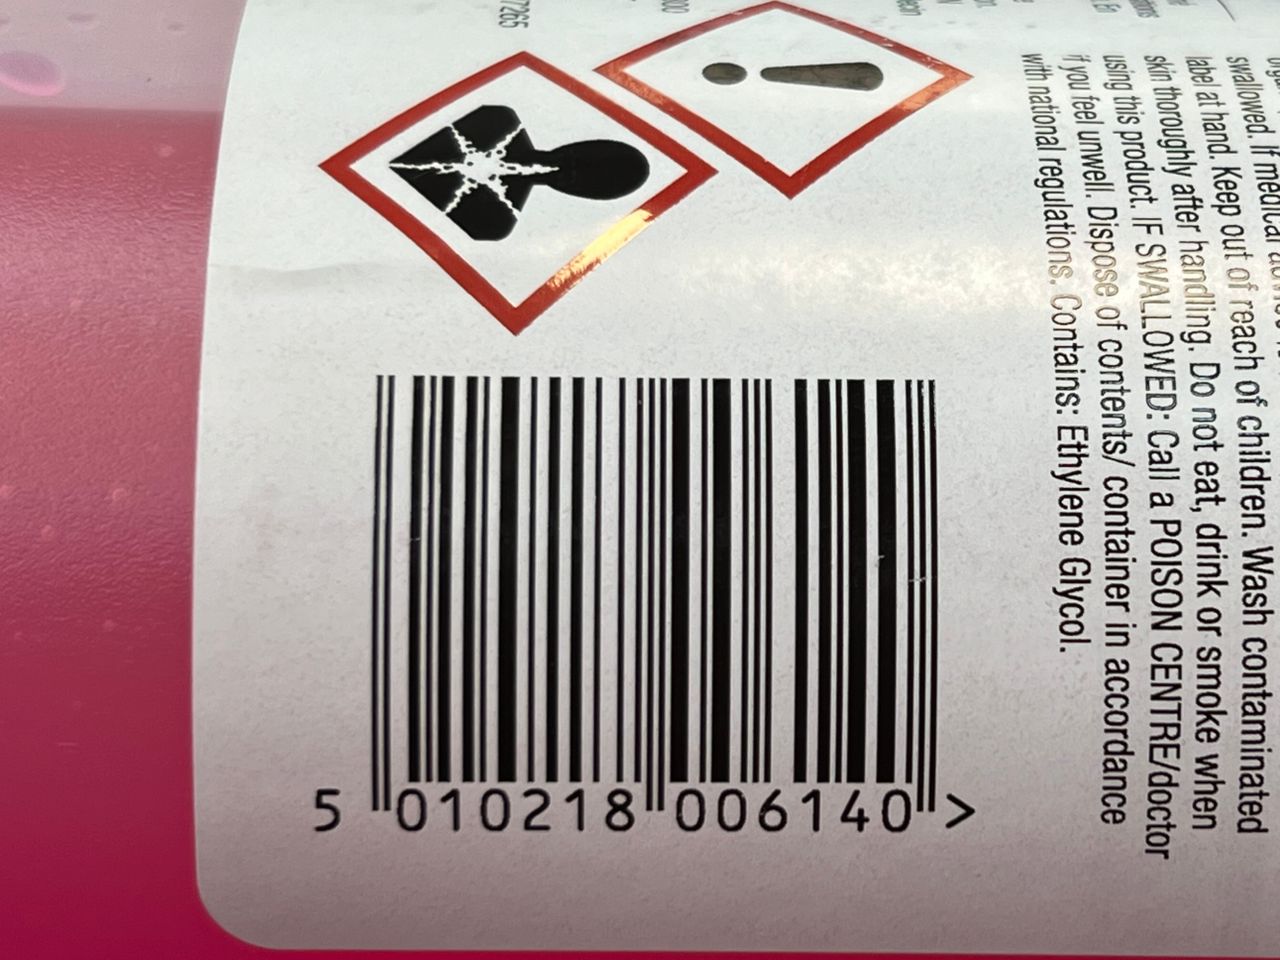 swallowed. If medical
label at hand. Keep out of reach of children. Wash contaminated
skin thoroughly after handling. Do not eat, drink or smoke when
using this product. IF SWALLOWED: Call a POISON CENTRE/doctor
if you feel unwell. Dispose of contents/ container in accordance
with national regulations. Contains: Ethylene Glycol.
7265
5 010218 006140 >